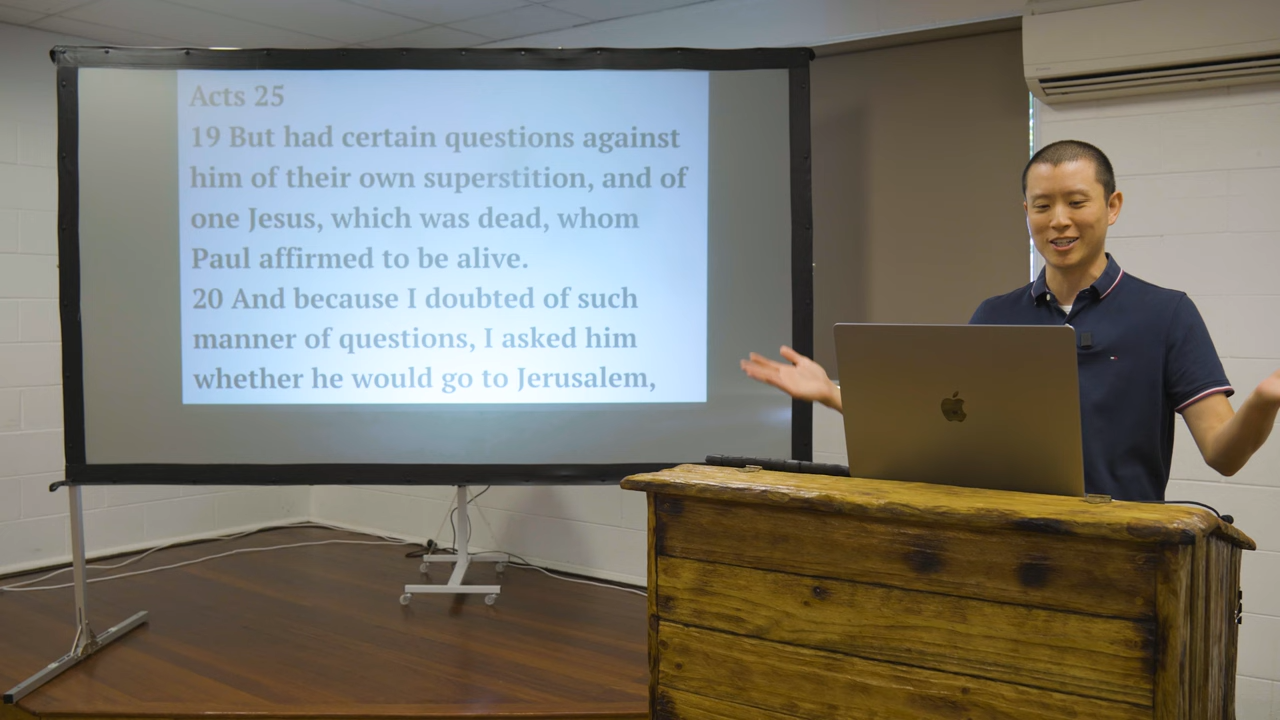 Acts 25
19 But had certain questions against
him of their own superstition, and of
one Jesus, which was dead, whom
Paul affirmed to be alive.
20 And because I doubted of such
manner of questions, I asked him
whether he would go to Jerusalem,